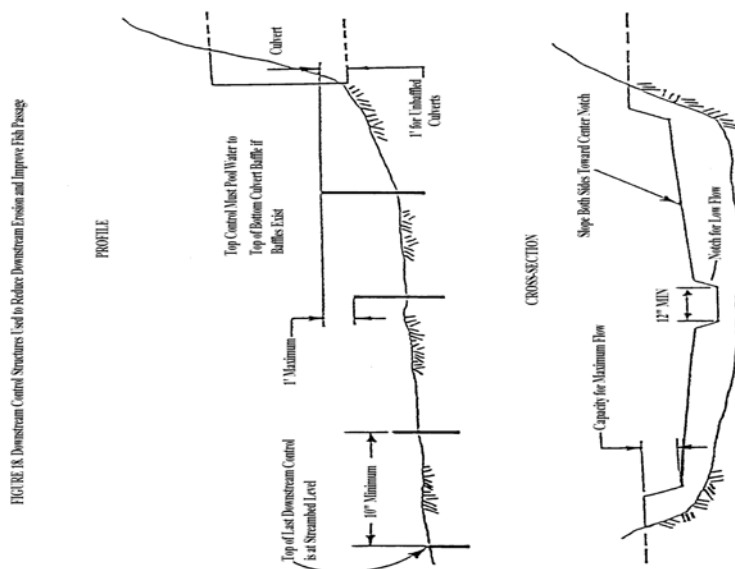 FIGURE 18. Downstream Control Structures Used to Reduce Downstream Erosion and Improve Fish Passage
PROFILE
Culvert
Top Control Must Pool Water to
Top of Bottom Culvert Baffle if
Baffles Exist
1' for Unbaffled
Culverts
1' Maximum
10" Minimum
Top of Last Downstream Control
is at Streambed Level
CROSS-SECTION
Slope Both Sides Toward Center Notch
Notch for Low Flow
12" MIN
Capacity for Maximum Flow